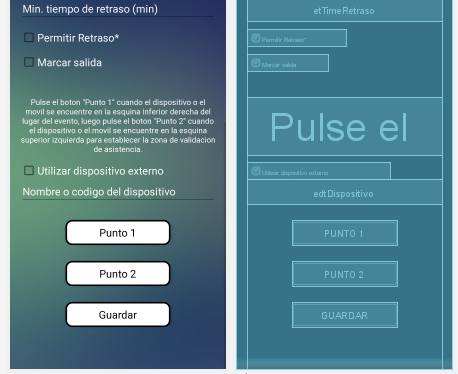 Min. tiempo de retraso (min)
Permitir Retraso*
Marcar salida
Pulse el boton "Punto 1" cuando el dispositivo o el
movil se encuentre en la esquina inferior derecha del
lugar del evento, luego pulse el boton "Punto 2" cuando
el dispositivo o el movil se encuentre en la esquina
superior izquierda para establecer la zona de validacion
de asistencia.
Utilizar dispositivo externo
Nombre o codigo del dispositivo
Punto 1
Punto 2
Guardar
etTimeRetraso
Permitir Retraso*
Marcar salida
Pulse el
Utilizar dispositivo externo
edtDispositivo
PUNTO 1
PUNTO 2
GUARDAR